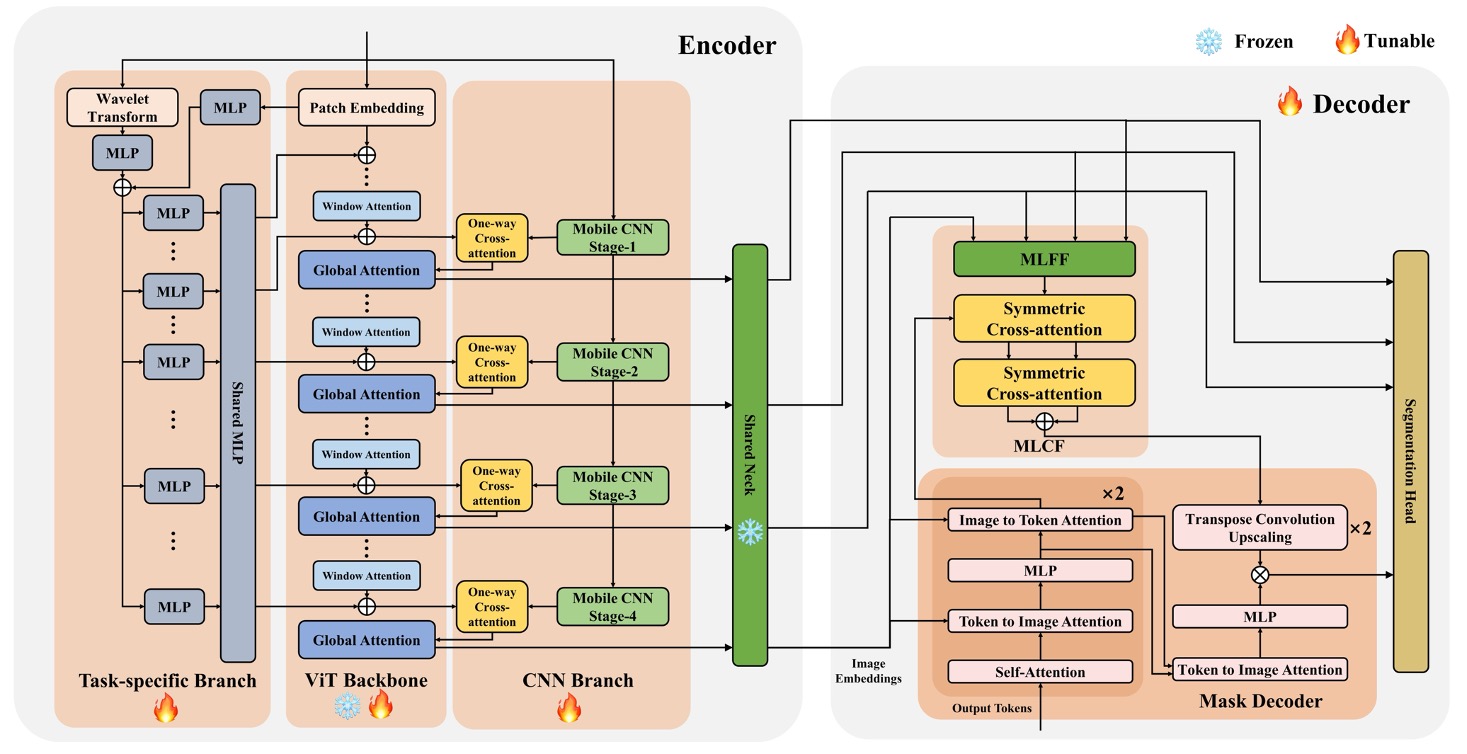 Encoder
Frozen
Tunable
Decoder
Wavelet
Transform
MLP
MLP
MLP
MLP
MLP
MLP
MLP
Shared MLP
Task-specific Branch
Patch Embedding
Window Attention
Global Attention
Window Attention
Global Attention
Window Attention
Global Attention
Window Attention
Global Attention
ViT Backbone
One-way
Cross-
attention
Mobile CNN
Stage-1
One-way
Cross-
attention
Mobile CNN
Stage-2
One-way
Cross-
attention
Mobile CNN
Stage-3
One-way
Cross-
attention
Mobile CNN
Stage-4
CNN Branch
Shared Neck
MLFF
Symmetric
Cross-attention
Symmetric
Cross-attention
MLCF
×2
Image to Token Attention
MLP
Token to Image Attention
Self-Attention
Image
Embeddings
Output Tokens
Transpose Convolution
Upscaling
×2
MLP
Token to Image Attention
Mask Decoder
Segmentation Head